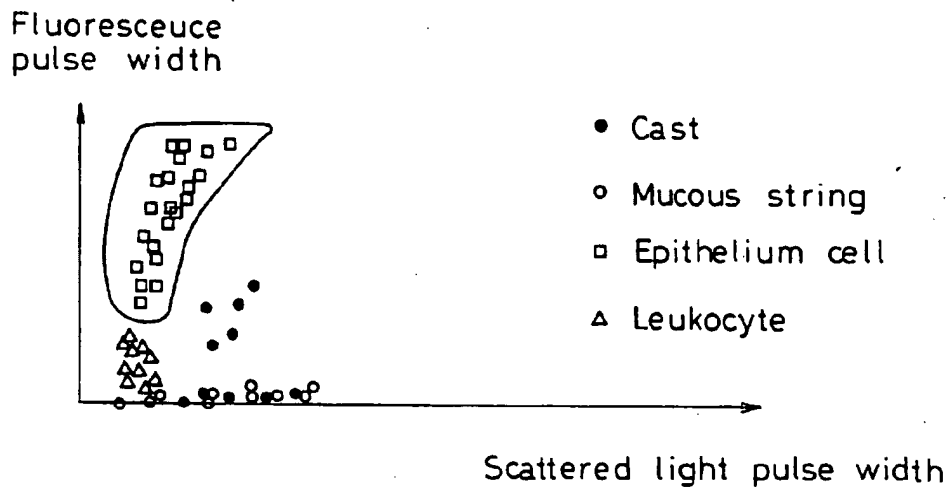 Fluoresceuce
pulse width
Cast
Mucous string
Epithelium cell
Leukocyte
Scattered light pulse width